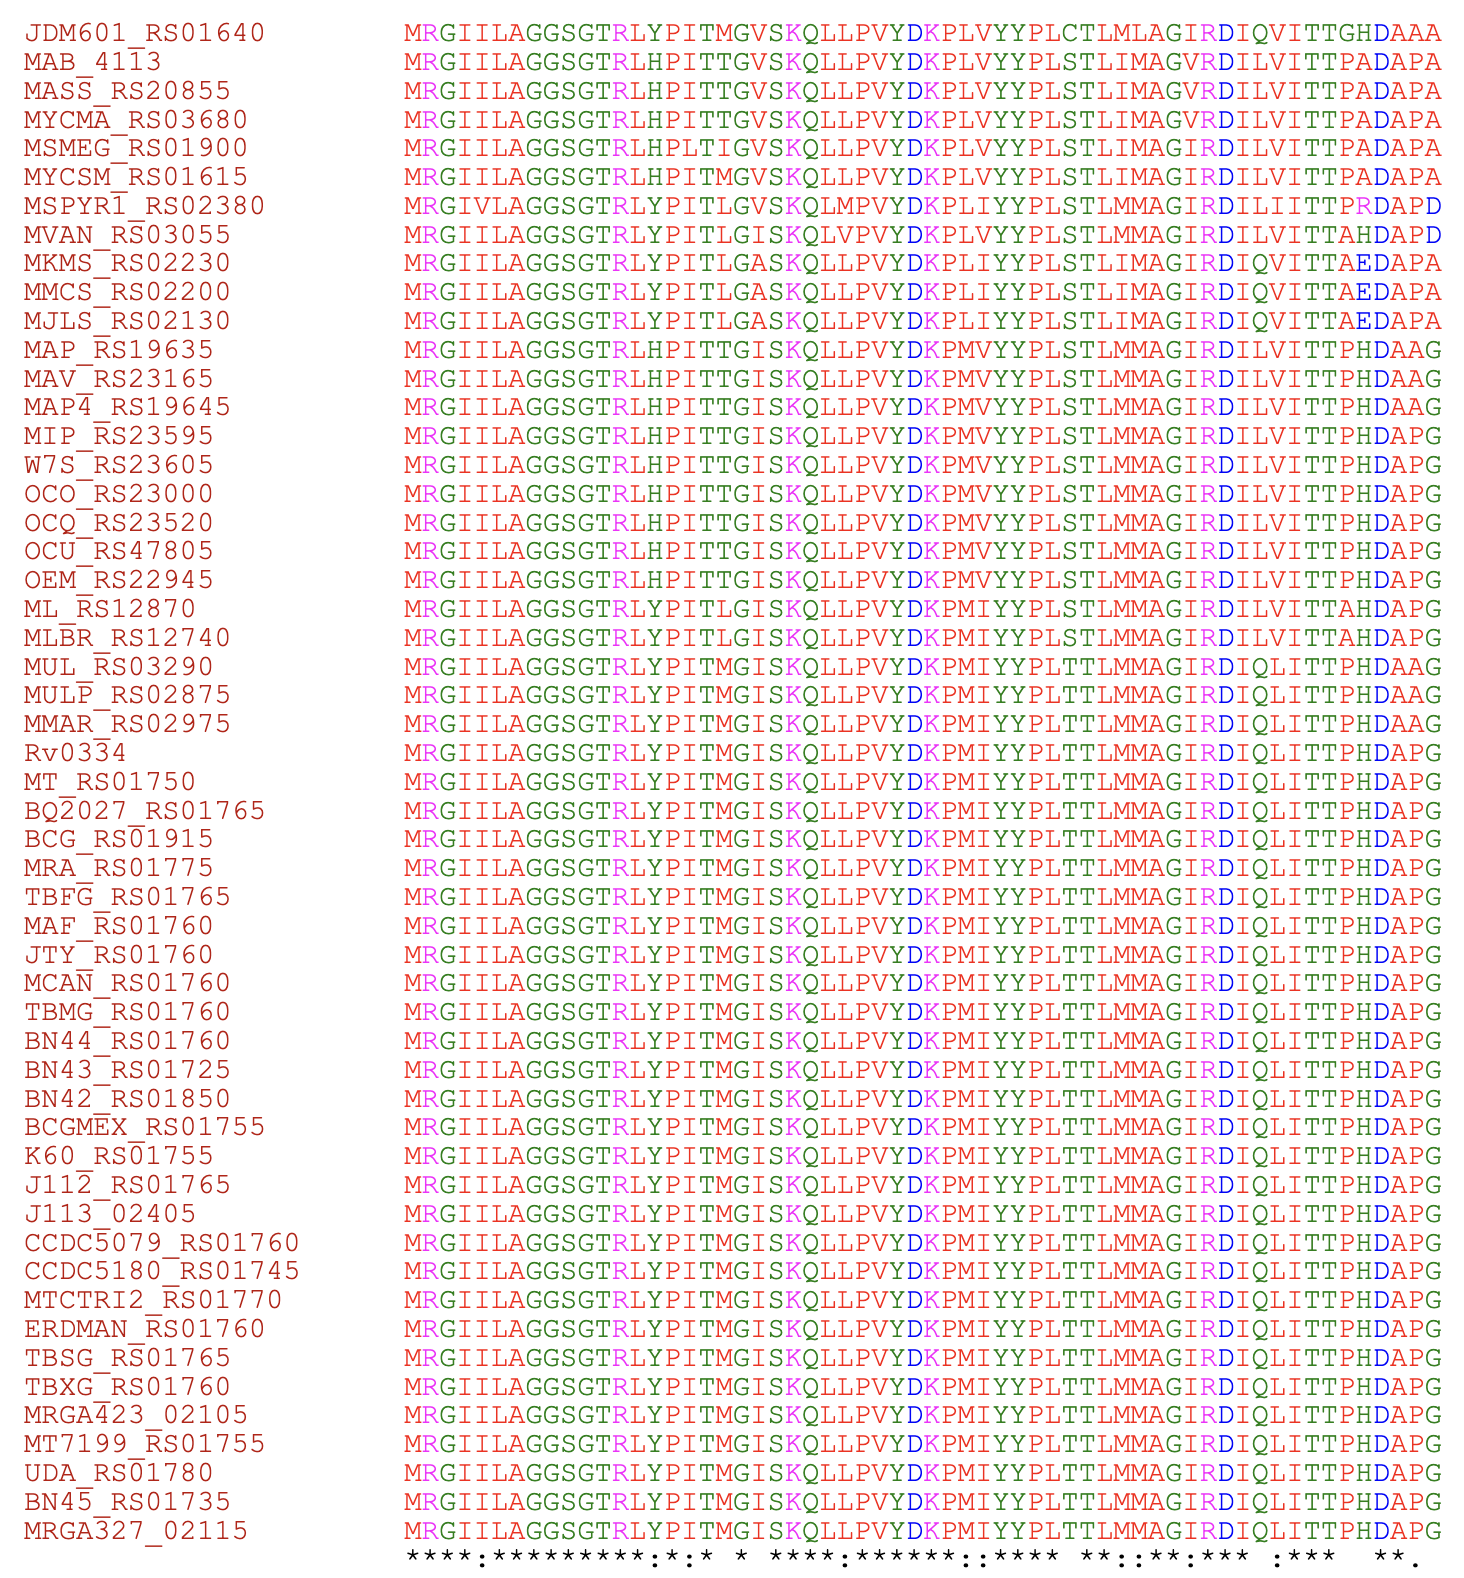 JDM601_RS01640 MRGIILAGGSGTRLYPITMGVSKQLLPVYDKPLVYYPLCTLMLAGIRDIQVITTGHDAAA
MAB_4113 MRGIILAGGSGTRLHPITTGVSKQLLPVYDKPLVYYPLSTLIMAGVRDILVITTPADAPA
MASS_RS20855 MRGIILAGGSGTRLHPITTGVSKQLLPVYDKPLVYYPLSTLIMAGVRDILVITTPADAPA
MYCMA_RS03680 MRGIILAGGSGTRLHPITTGVSKQLLPVYDKPLVYYPLSTLIMAGVRDILVITTPADAPA
MSMEG_RS01900 MRGIILAGGSGTRLHPLTIGVSKQLLPVYDKPLVYYPLSTLIMAGIRDILVITTPADAPA
MYCSM_RS01615 MRGIILAGGSGTRLHPITMGVSKQLLPVYDKPLVYYPLSTLIMAGIRDILVITTPADAPA
MSPYR1_RS02380 MRGIVLAGGSGTRLYPITLGVSKQLMPVYDKPLVYYPLSTLMMAGIRDILIITTPRDAPD
MVAN_RS03055 MRGIILAGGSGTRLYPITLGISKQLVPVYDKPLVYYPLSTLMMAGIRDILVITTAHDAPD
MKMS_RS02230 MRGIILAGGSGTRLYPITLGASKQLLPVYDKPLIYYPLSTLIMAGIRDIQVITTAEDAPA
MMCS_RS02200 MRGIILAGGSGTRLYPITLGASKQLLPVYDKPLIYYPLSTLIMAGIRDIQVITTAEDAPA
MJLS_RS02130 MRGIILAGGSGTRLYPITLGASKQLLPVYDKPLIYYPLSTLIMAGIRDIQVITTAEDAPA
MAP_RS19635 MRGIILAGGSGTRLHPITTGISKQLLPVYDKPMVYYPLSTLMMAGIRDILVITTPHDAAG
MAV_RS23165 MRGIILAGGSGTRLHPITTGISKQLLPVYDKPMVYYPLSTLMMAGIRDILVITTPHDAAG
MAP4_RS19645 MRGIILAGGSGTRLHPITTGISKQLLPVYDKPMVYYPLSTLMMAGIRDILVITTPHDAAG
MIP_RS23595 MRGIILAGGSGTRLHPITTGISKQLLPVYDKPMVYYPLSTLMMAGIRDILVITTPHDAPG
W7S_RS23605 MRGIILAGGSGTRLHPITTGISKQLLPVYDKPMVYYPLSTLMMAGIRDILVITTPHDAPG
OCO_RS23000 MRGIILAGGSGTRLHPITTGISKQLLPVYDKPMVYYPLSTLMMAGIRDILVITTPHDAPG
OCQ_RS23520 MRGIILAGGSGTRLHPITTGISKQLLPVYDKPMVYYPLSTLMMAGIRDILVITTPHDAPG
OCU_RS47805 MRGIILAGGSGTRLHPITTGISKQLLPVYDKPMVYYPLSTLMMAGIRDILVITTPHDAPG
OEM_RS22945 MRGIILAGGSGTRLHPITTGISKQLLPVYDKPMVYYPLSTLMMAGIRDILVITTPHDAPG
ML_RS12870 MRGIILAGGSGTRLYPITLGISKQLLPVYDKPMIYYPLSTLMMAGIRDILVITTAHDAPG
MLBR_RS12740 MRGIILAGGSGTRLYPITLGISKQLLPVYDKPMIYYPLSTLMMAGIRDILVITTAHDAPG
MUL_RS03290 MRGIILAGGSGTRLYPITMGISKQLLPVYDKPMIYYPLTTLMMAGIRDIQLITTPHDAAG
MULP_RS02875 MRGIILAGGSGTRLYPITMGISKQLLPVYDKPMIYYPLTTLMMAGIRDIQLITTPHDAAG
MMAR_RS02975 MRGIILAGGSGTRLYPITMGISKQLLPVYDKPMIYYPLTTLMMAGIRDIQLITTPHDAAG
Rv0334 MRGIILAGGSGTRLYPITMGISKQLLPVYDKPMIYYPLTTLMMAGIRDIQLITTPHDAPG
MT_RS01750 MRGIILAGGSGTRLYPITMGISKQLLPVYDKPMIYYPLTTLMMAGIRDIQLITTPHDAPG
BQ2027_RS01765 MRGIILAGGSGTRLYPITMGISKQLLPVYDKPMIYYPLTTLMMAGIRDIQLITTPHDAPG
BCG_RS01915 MRGIILAGGSGTRLYPITMGISKQLLPVYDKPMIYYPLTTLMMAGIRDIQLITTPHDAPG
MRA_RS01775 MRGIILAGGSGTRLYPITMGISKQLLPVYDKPMIYYPLTTLMMAGIRDIQLITTPHDAPG
TBFG_RS01765 MRGIILAGGSGTRLYPITMGISKQLLPVYDKPMIYYPLTTLMMAGIRDIQLITTPHDAPG
MAF_RS01760 MRGIILAGGSGTRLYPITMGISKQLLPVYDKPMIYYPLTTLMMAGIRDIQLITTPHDAPG
JTY_RS01760 MRGIILAGGSGTRLYPITMGISKQLLPVYDKPMIYYPLTTLMMAGIRDIQLITTPHDAPG
MCAN_RS01760 MRGIILAGGSGTRLYPITMGISKQLLPVYDKPMIYYPLTTLMMAGIRDIQLITTPHDAPG
TBMG_RS01760 MRGIILAGGSGTRLYPITMGISKQLLPVYDKPMIYYPLTTLMMAGIRDIQLITTPHDAPG
BN44_RS01760 MRGIILAGGSGTRLYPITMGISKQLLPVYDKPMIYYPLTTLMMAGIRDIQLITTPHDAPG
BN43_RS01725 MRGIILAGGSGTRLYPITMGISKQLLPVYDKPMIYYPLTTLMMAGIRDIQLITTPHDAPG
BN42_RS01850 MRGIILAGGSGTRLYPITMGISKQLLPVYDKPMIYYPLTTLMMAGIRDIQLITTPHDAPG
BCGMEX_RS01755 MRGIILAGGSGTRLYPITMGISKQLLPVYDKPMIYYPLTTLMMAGIRDIQLITTPHDAPG
K60_RS01755 MRGIILAGGSGTRLYPITMGISKQLLPVYDKPMIYYPLTTLMMAGIRDIQLITTPHDAPG
J112_RS01765 MRGIILAGGSGTRLYPITMGISKQLLPVYDKPMIYYPLTTLMMAGIRDIQLITTPHDAPG
J113_02405 MRGIILAGGSGTRLYPITMGISKQLLPVYDKPMIYYPLTTLMMAGIRDIQLITTPHDAPG
CCDC5079_RS01760 MRGIILAGGSGTRLYPITMGISKQLLPVYDKPMIYYPLTTLMMAGIRDIQLITTPHDAPG
CCDC5180_RS01745 MRGIILAGGSGTRLYPITMGISKQLLPVYDKPMIYYPLTTLMMAGIRDIQLITTPHDAPG
MTCTRI2_RS01770 MRGIILAGGSGTRLYPITMGISKQLLPVYDKPMIYYPLTTLMMAGIRDIQLITTPHDAPG
ERDMAN_RS01760 MRGIILAGGSGTRLYPITMGISKQLLPVYDKPMIYYPLTTLMMAGIRDIQLITTPHDAPG
TBSG_RS01765 MRGIILAGGSGTRLYPITMGISKQLLPVYDKPMIYYPLTTLMMAGIRDIQLITTPHDAPG
TBXG_RS01760 MRGIILAGGSGTRLYPITMGISKQLLPVYDKPMIYYPLTTLMMAGIRDIQLITTPHDAPG
MRGA423_02105 MRGIILAGGSGTRLYPITMGISKQLLPVYDKPMIYYPLTTLMMAGIRDIQLITTPHDAPG
MT7199_RS01755 MRGIILAGGSGTRLYPITMGISKQLLPVYDKPMIYYPLTTLMMAGIRDIQLITTPHDAPG
UDA_RS01780 MRGIILAGGSGTRLYPITMGISKQLLPVYDKPMIYYPLTTLMMAGIRDIQLITTPHDAPG
BN45_RS01735 MRGIILAGGSGTRLYPITMGISKQLLPVYDKPMIYYPLTTLMMAGIRDIQLITTPHDAPG
MRGA327_02115 MRGIILAGGSGTRLYPITMGISKQLLPVYDKPMIYYPLTTLMMAGIRDIQLITTPHDAPG
****:*********:*:* * ****:******::**** **::**:*** :***  **.